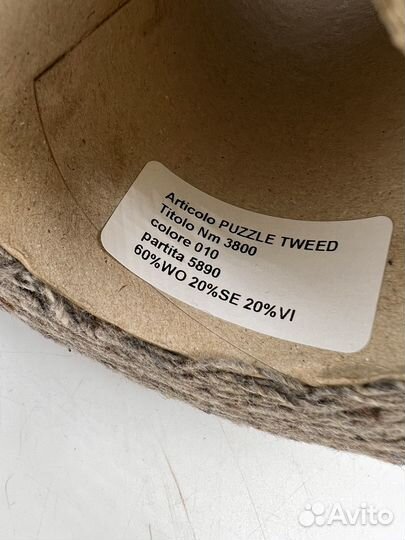 Articolo PUZZLE TWEED
Titolo Nm 3800
colore 010
partita 5890
60%WO 20%SE 20%VI
Avito